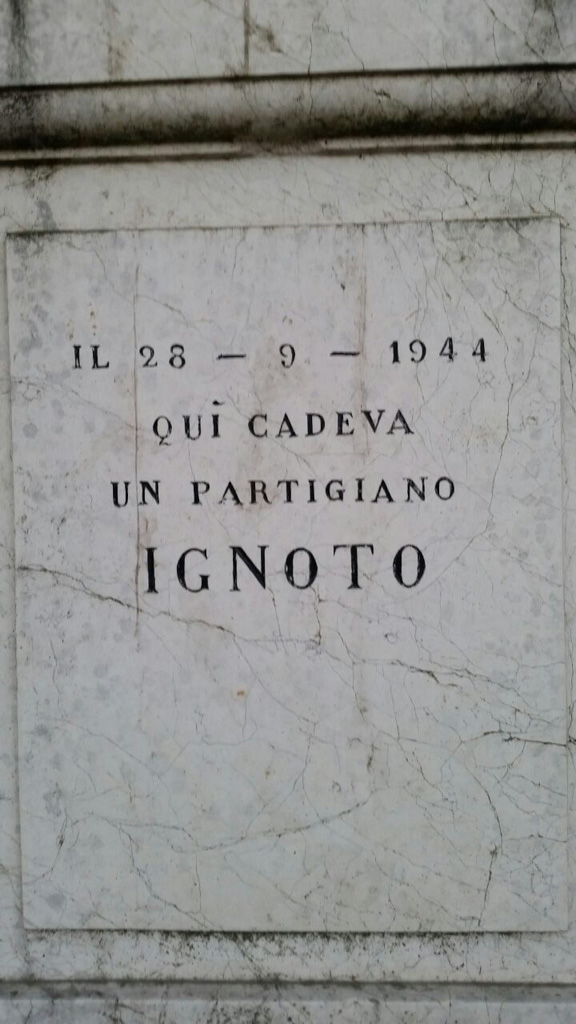 IL 28 — 9 — 1944
QUÌ CADEVA
UN PARTIGIANO
IGNOTO